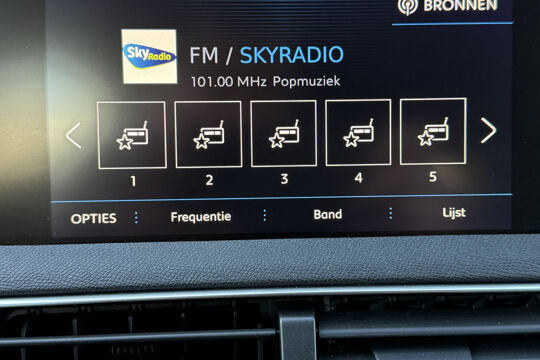 BRONNEN
Sky Radio
FM / SKYRADIO
101.00 MHz Popmuziek
1 2 3 4 5
OPTIES Frequentie Band Lijst